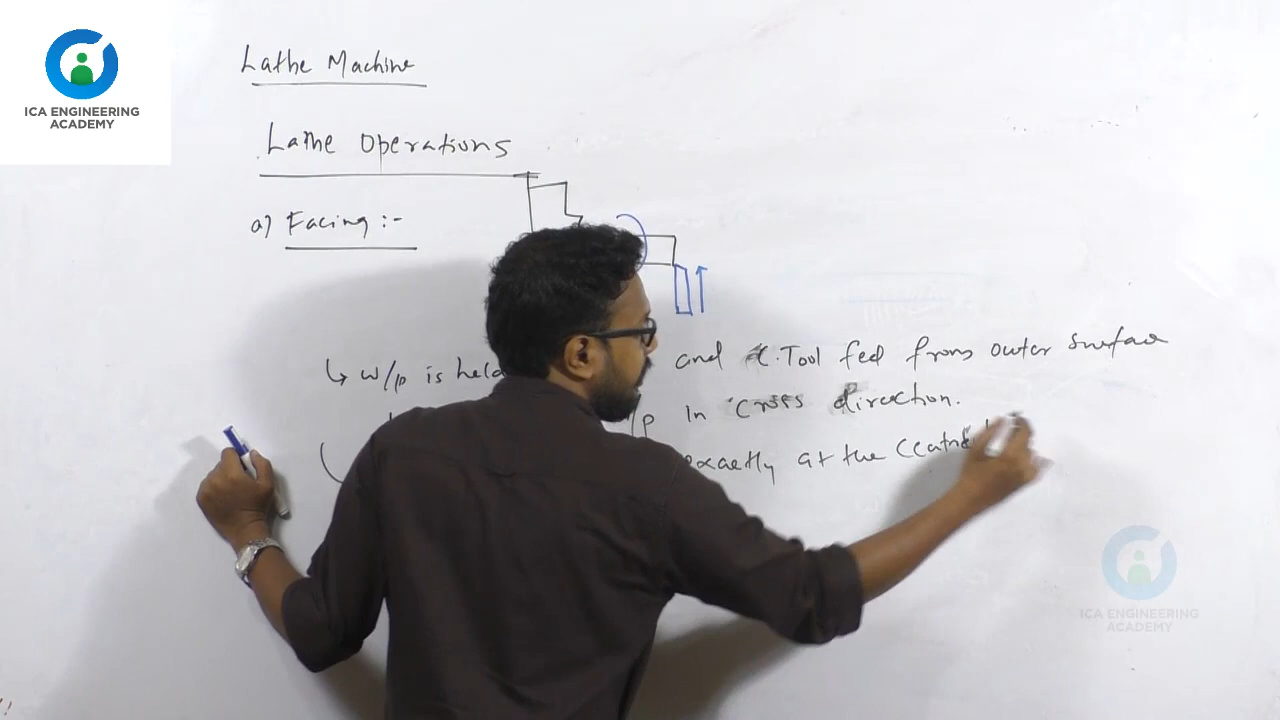 ICA ENGINEERING
ACADEMY
Lathe Machine
Lathe Operations
a) Facing :-
↳ w/p is held and C.Tool fed from outer surface
in cross direction.
exactly at the
ICA ENGINEERING
ACADEMY